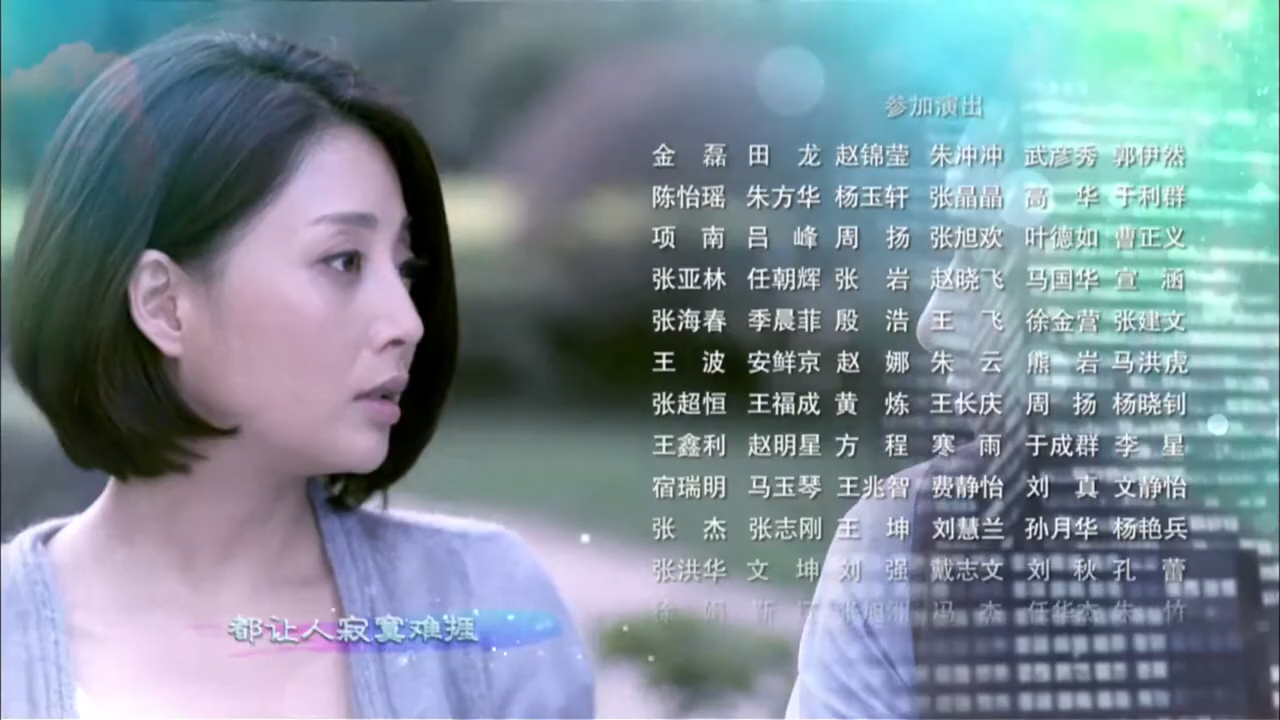 参加演出
金 磊 田 龙 赵锦莹 朱冲冲 武彦秀 郭伊然
陈怡瑶 朱方华 杨玉轩 张晶晶 高 华 于利群
项 南 吕 峰 周 扬 张旭欢 叶德如 曹正义
张亚林 任朝辉 张 岩 赵晓飞 马国华 宣 涵
张海春 季晨菲 殷 浩 王 飞 徐金营 张建文
王 波 安鲜京 赵 娜 朱 云 熊 岩 马洪虎
张超恒 王福成 黄 炼 王长庆 周 扬 杨晓钊
王鑫利 赵明星 方 程 寒 雨 于成群 李 星
宿瑞明 马玉琴 王兆智 费静怡 刘 真 文静怡
张 杰 张志刚 王 坤 刘慧兰 孙月华 杨艳兵
张洪华 文 坤 刘 强 戴志文 刘 秋 孔 蕾
徐 娟 冯 杰 任华杰 朱 竹
都让人寂寞难捱